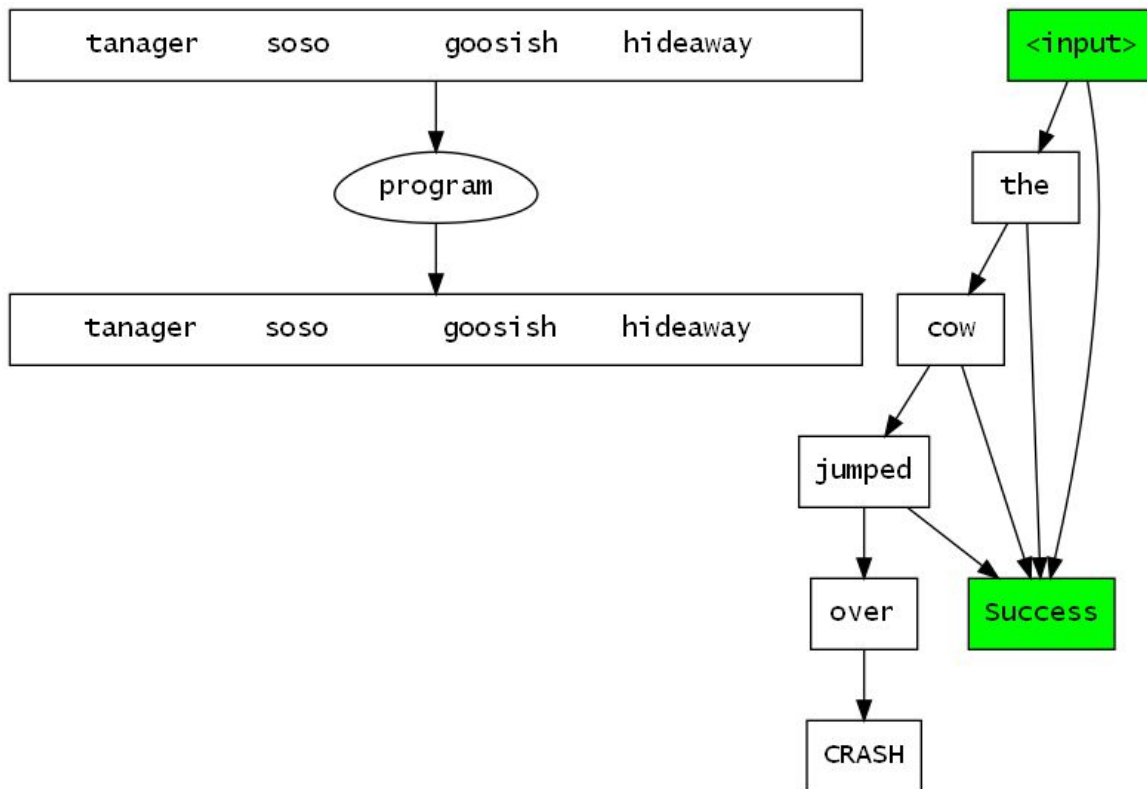 tanager soso goosish hideaway
<input>
program
the
tanager soso goosish hideaway
cow
jumped
over
Success
CRASH